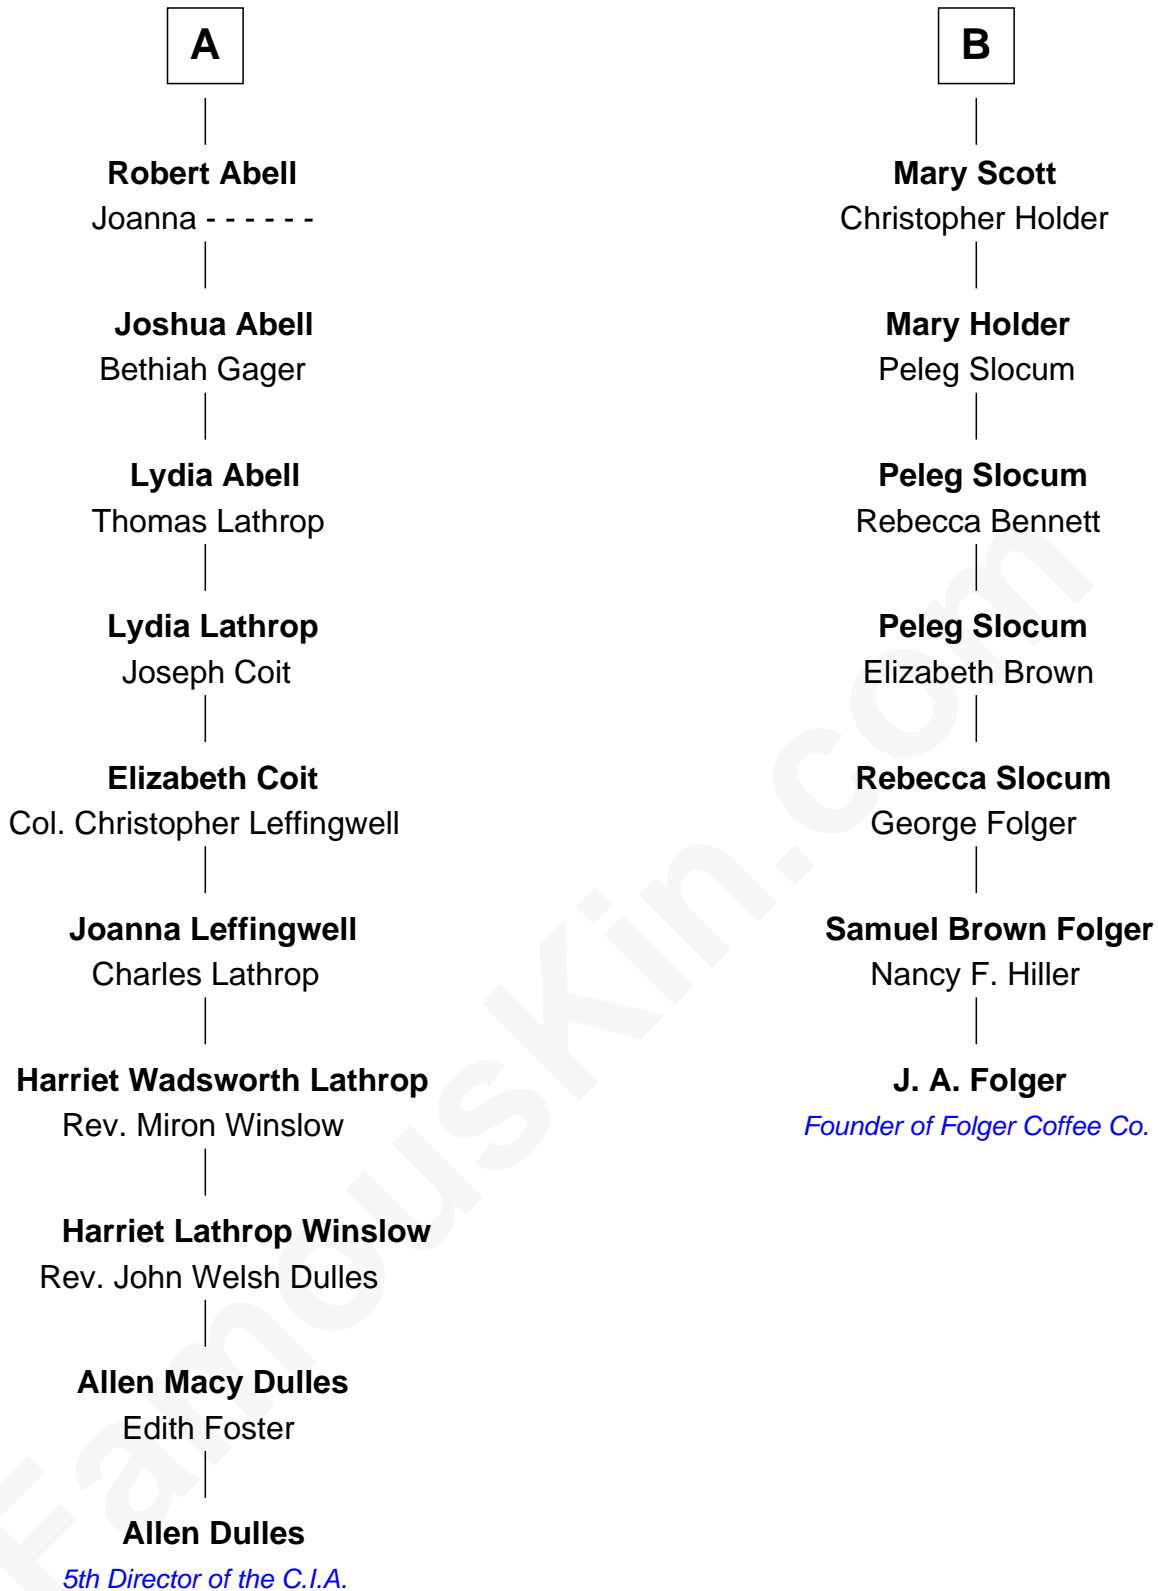 A
Robert Abell
Joanna - - - - - -
Joshua Abell
Bethiah Gager
Lydia Abell
Thomas Lathrop
Lydia Lathrop
Joseph Coit
Elizabeth Coit
Col. Christopher Leffingwell
Joanna Leffingwell
Charles Lathrop
Harriet Wadsworth Lathrop
Rev. Miron Winslow
Harriet Lathrop Winslow
Rev. John Welsh Dulles
Allen Macy Dulles
Edith Foster
Allen Dulles
5th Director of the C.I.A.
B
Mary Scott
Christopher Holder
Mary Holder
Peleg Slocum
Peleg Slocum
Rebecca Bennett
Peleg Slocum
Elizabeth Brown
Rebecca Slocum
George Folger
Samuel Brown Folger
Nancy F. Hiller
J. A. Folger
Founder of Folger Coffee Co.
FamousKin.com